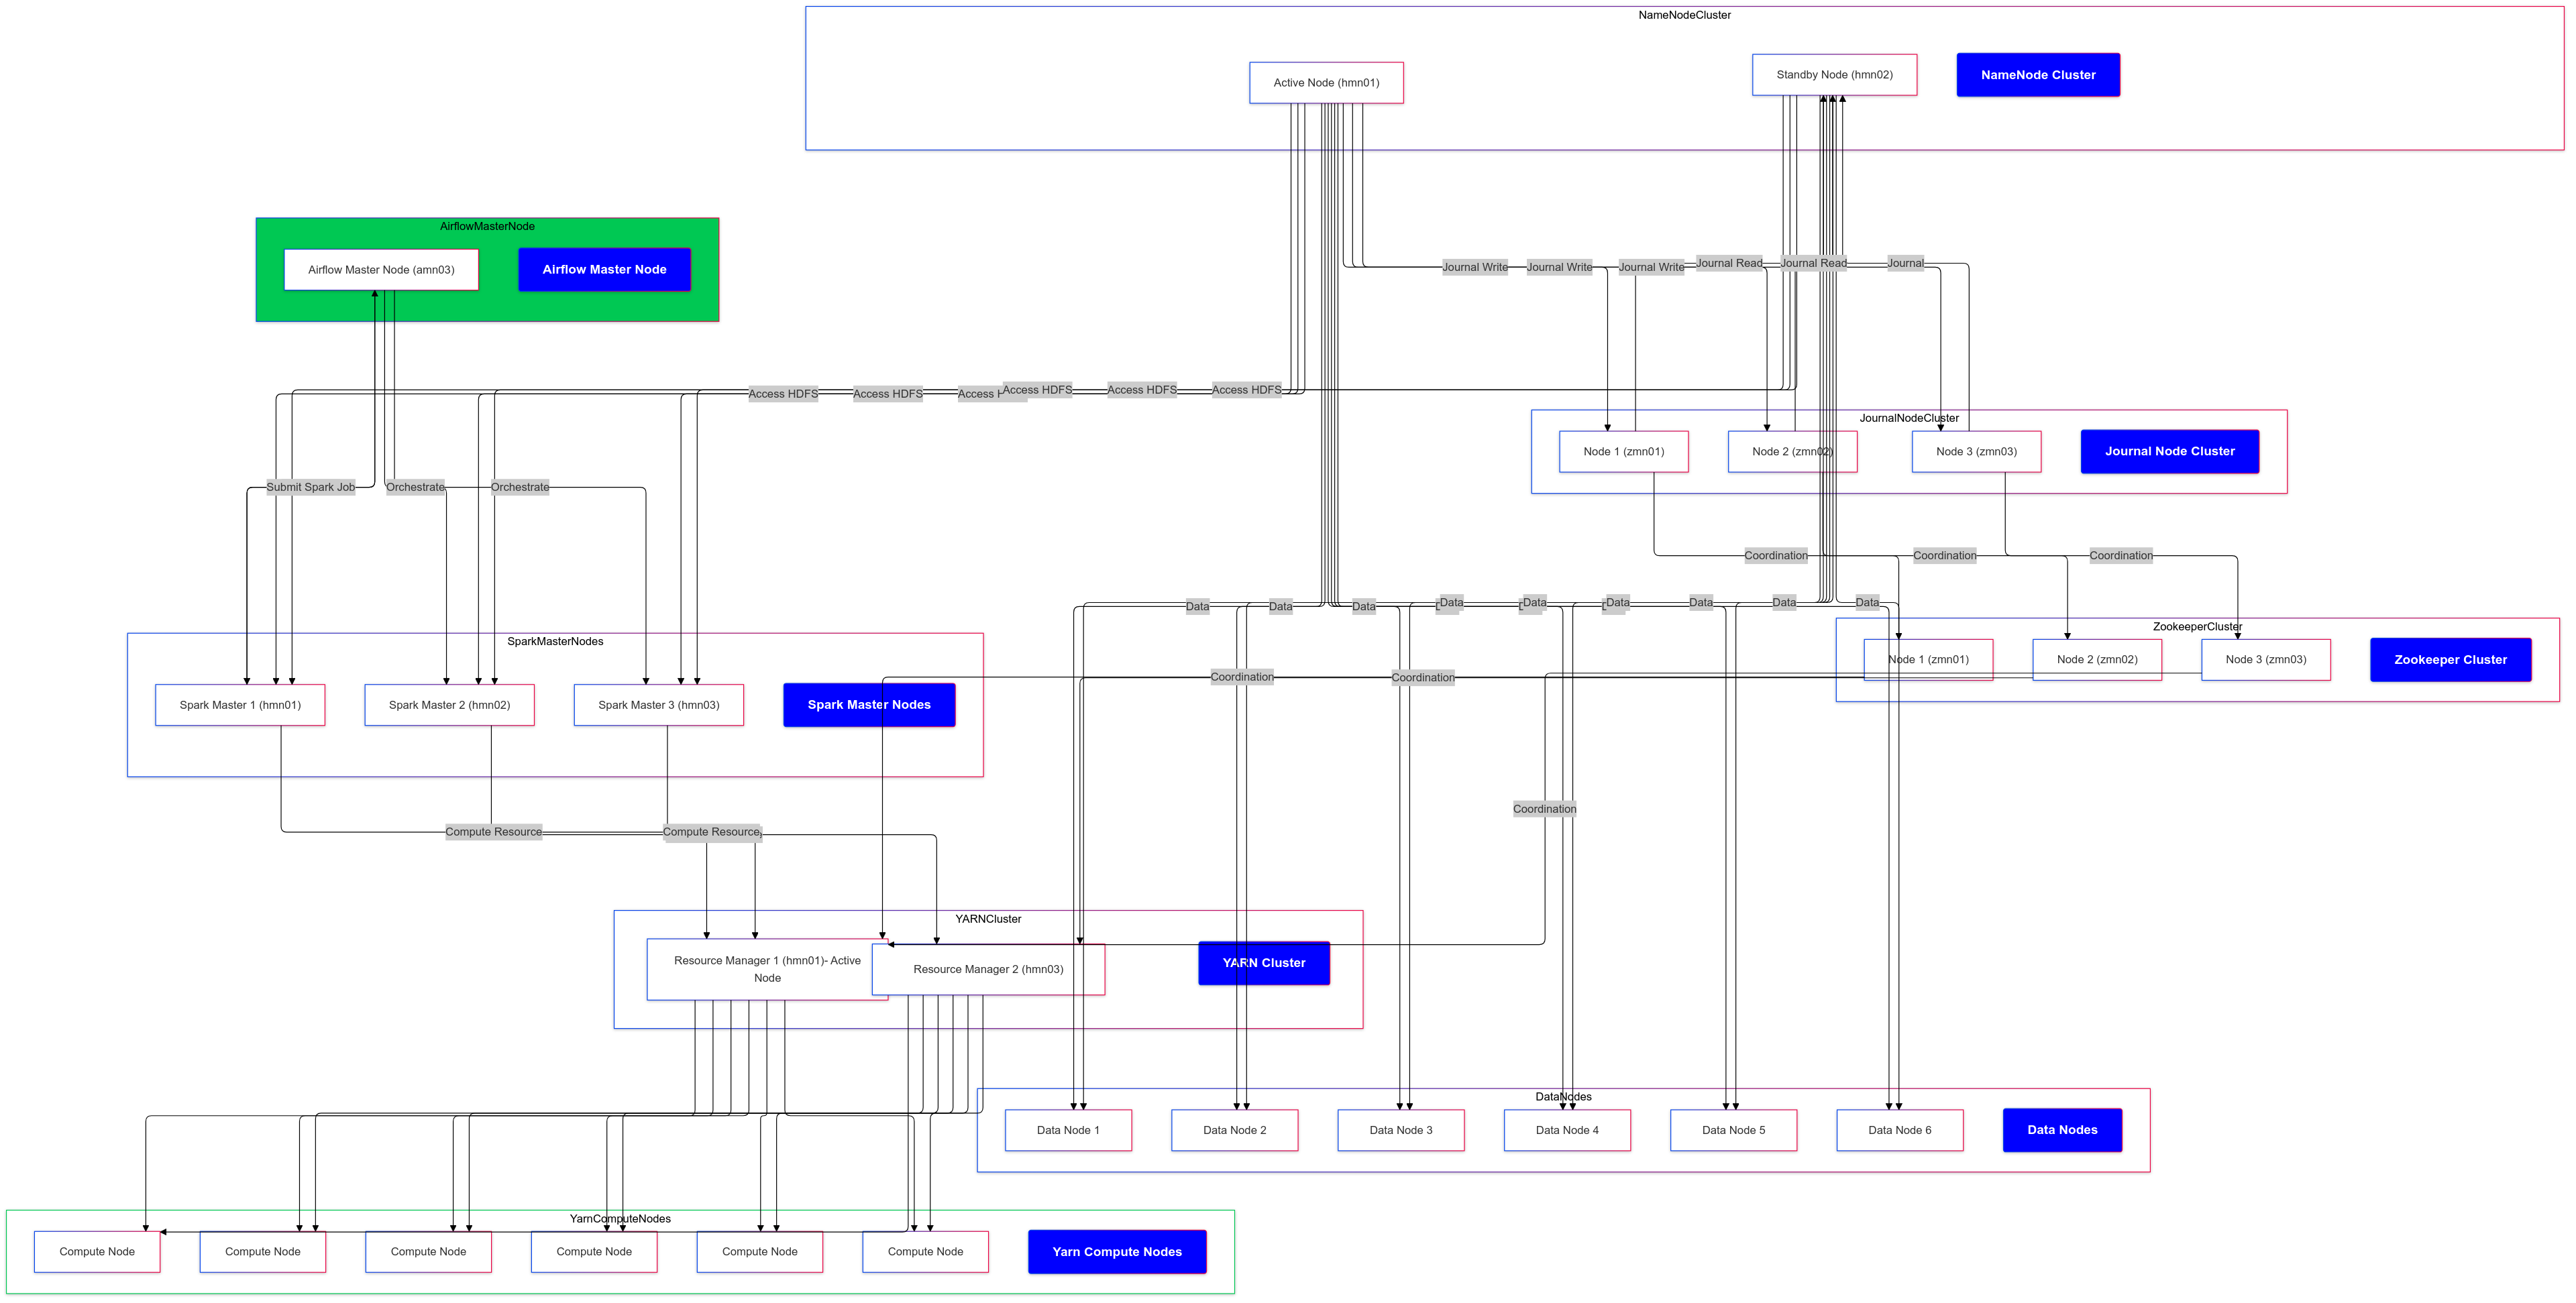 NameNodeCluster
Active Node (hmn01)
Standby Node (hmn02)
NameNode Cluster
AirflowMasterNode
Airflow Master Node (amn03)
Airflow Master Node
Journal Write
Journal Write
Journal Write
Journal Read
Journal Read
Journal
Access HDFS
Access HDFS
Access
Access HDFS
Access HDFS
Access HDFS
JournalNodeCluster
Node 1 (zmn01)
Node 2 (zmn02)
Node 3 (zmn03)
Journal Node Cluster
Submit Spark Job
Orchestrate
Orchestrate
Coordination
Coordination
Coordination
Data
Data
Data
Data
Data
Data
Data
Data
Data
ZookeeperCluster
Node 1 (zmn01)
Node 2 (zmn02)
Node 3 (zmn03)
Zookeeper Cluster
SparkMasterNodes
Spark Master 1 (hmn01)
Spark Master 2 (hmn02)
Spark Master 3 (hmn03)
Spark Master Nodes
Coordination
Coordination
Coordination
Compute Resource
Compute Resource
YARNCluster
Resource Manager 1 (hmn01)- Active
Node
Resource Manager 2 (hmn03)
YARN Cluster
DataNodes
Data Node 1
Data Node 2
Data Node 3
Data Node 4
Data Node 5
Data Node 6
Data Nodes
YarnComputeNodes
Compute Node
Compute Node
Compute Node
Compute Node
Compute Node
Compute Node
Yarn Compute Nodes